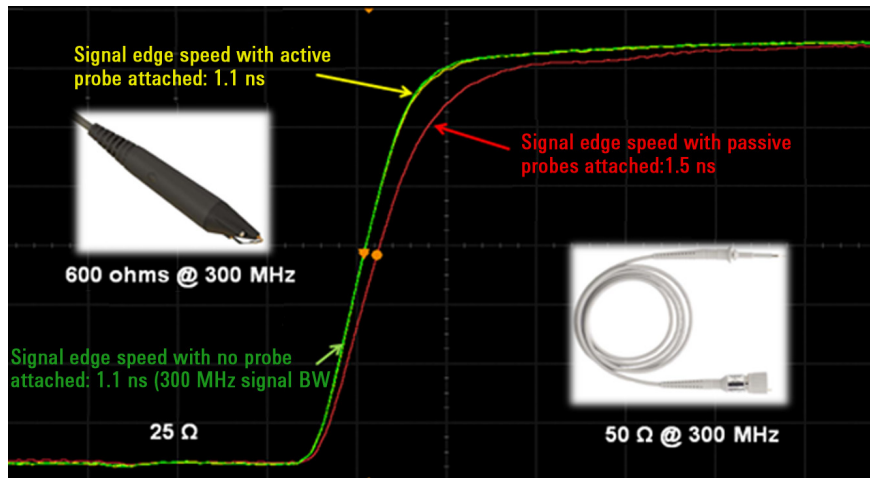 Signal edge speed with active
probe attached: 1.1 ns
Signal edge speed with passive
probes attached:1.5 ns
600 ohms @ 300 MHz
Signal edge speed with no probe
attached: 1.1 ns (300 MHz signal BW
25 Ω
50 Ω @ 300 MHz